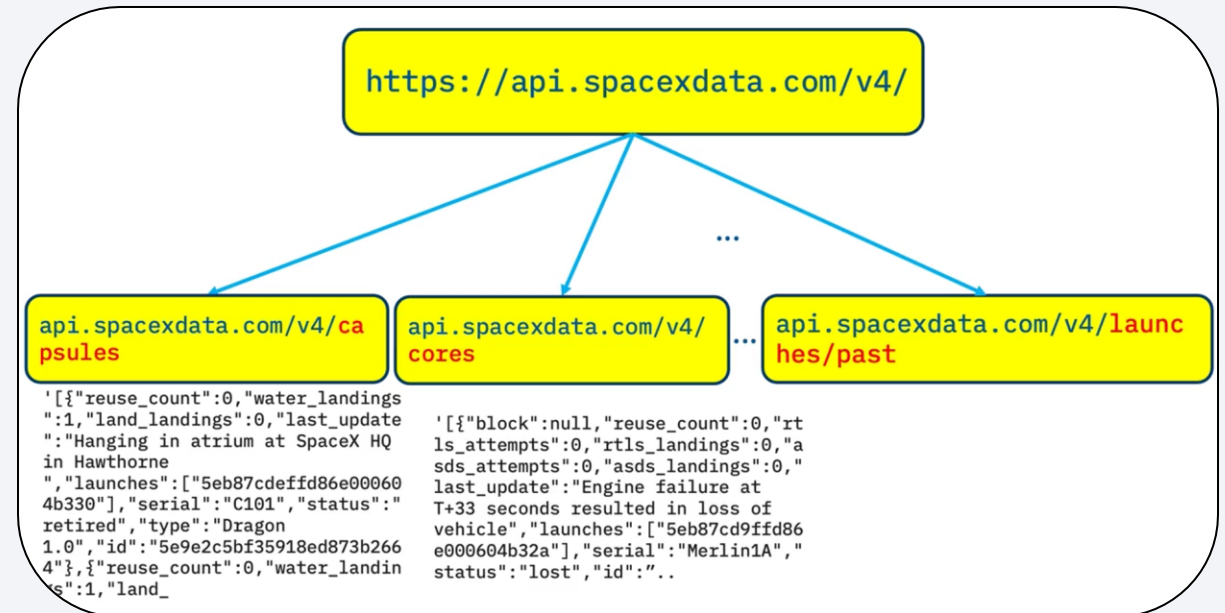 https://api.spacexdata.com/v4/
...
api.spacexdata.com/v4/ca
psules
api.spacexdata.com/v4/
cores
...
api.spacexdata.com/v4/launc
hes/past
'[{"reuse_count":0,"water_landings
":1,"land_landings":0,"last_update
":"Hanging in atrium at SpaceX HQ
in Hawthorne
","launches":["5eb87cdeffd86e00060
4b330"],"serial":"C101","status":"
retired","type":"Dragon
1.0","id":"5e9e2c5bf35918ed873b266
4"},{"reuse_count":0,"water_landin
gs":1,"land_
'[{"block":null,"reuse_count":0,"rt
ls_attempts":0,"rtls_landings":0,"a
sds_attempts":0,"asds_landings":0,"
last_update":"Engine failure at
T+33 seconds resulted in loss of
vehicle","launches":["5eb87cd9ffd86
e000604b32a"],"serial":"Merlin1A","
status":"lost","id":”..